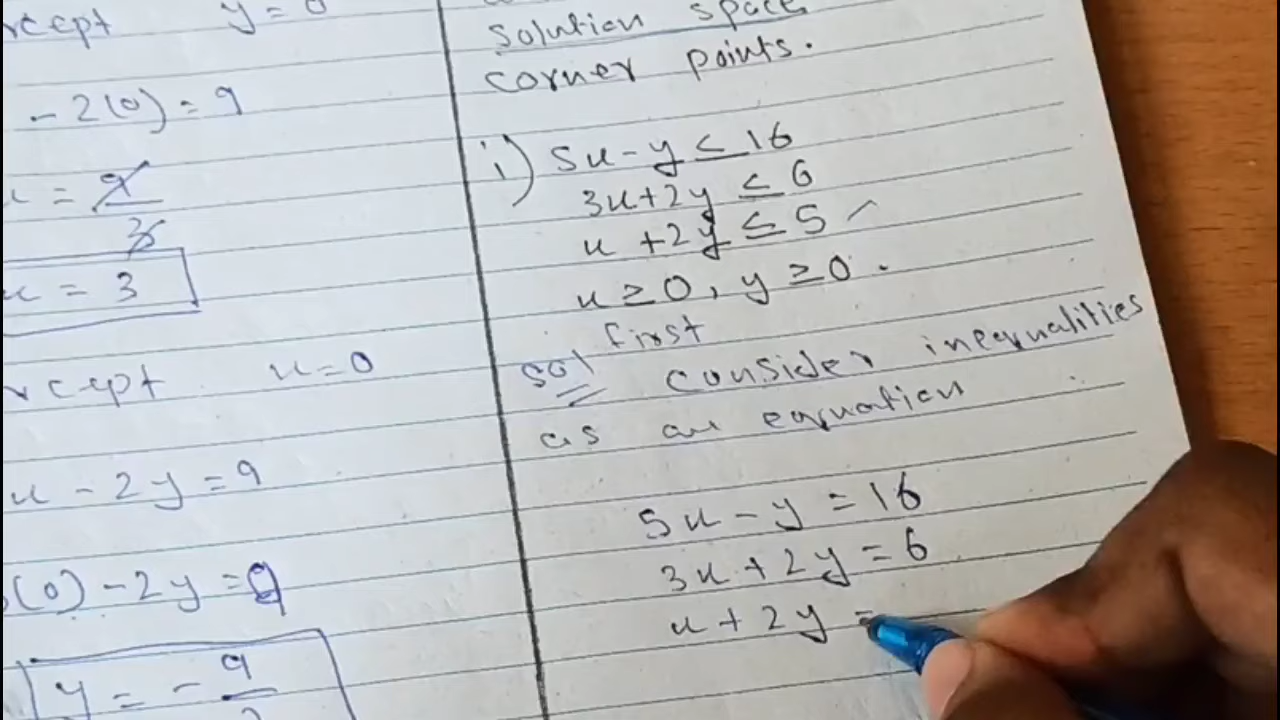 y = 0
- 2(0) = 9
= 9
3
x = 3
x = 0
x - 2y = 9
(0) - 2y = 9
y = - 9
solution space
corner points.
i) 5x - y ≤ 16
3x + 2y ≤ 6
x + 2y ≤ 5
x ≥ 0, y ≥ 0.
first
Sol consider inequalities
as an equation
5x - y = 16
3x + 2y = 6
x + 2y =